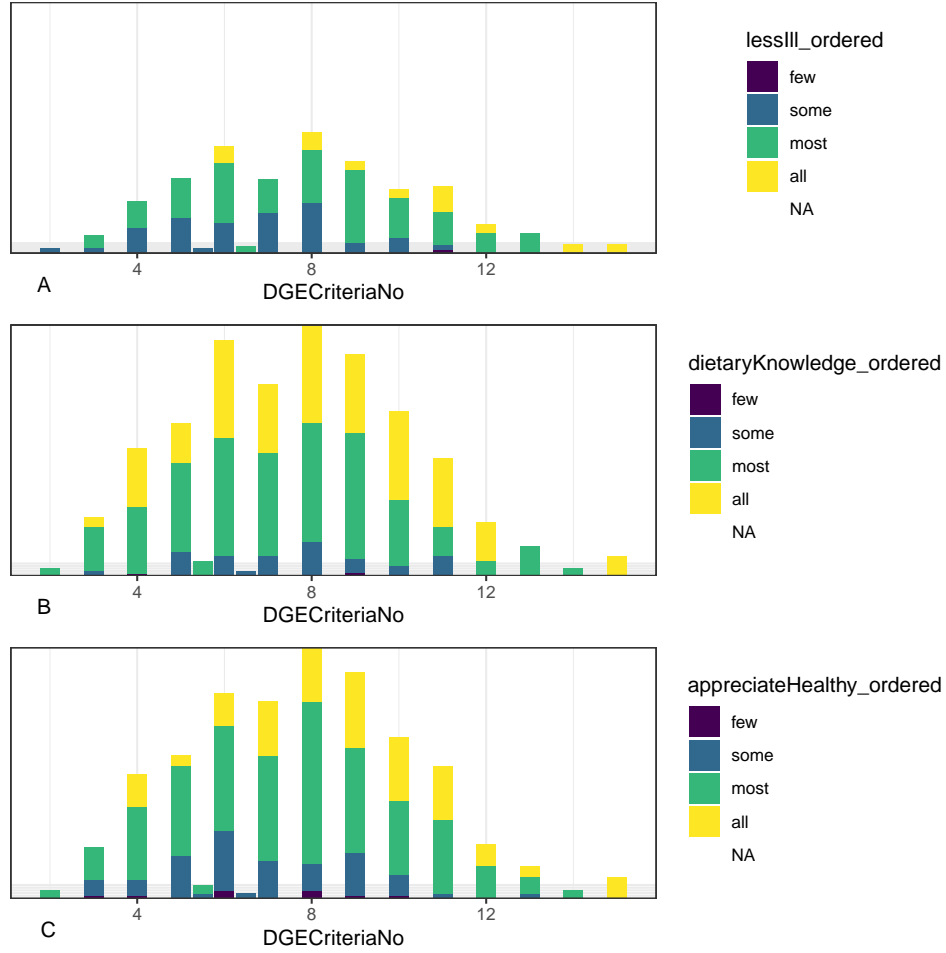 lessIll_ordered
few
some
most
all
NA
4 8 12
A
DGECriteriaNo
dietaryKnowledge_ordered
few
some
most
all
NA
4 8 12
B
DGECriteriaNo
appreciateHealthy_ordered
few
some
most
all
NA
4 8 12
C
DGECriteriaNo